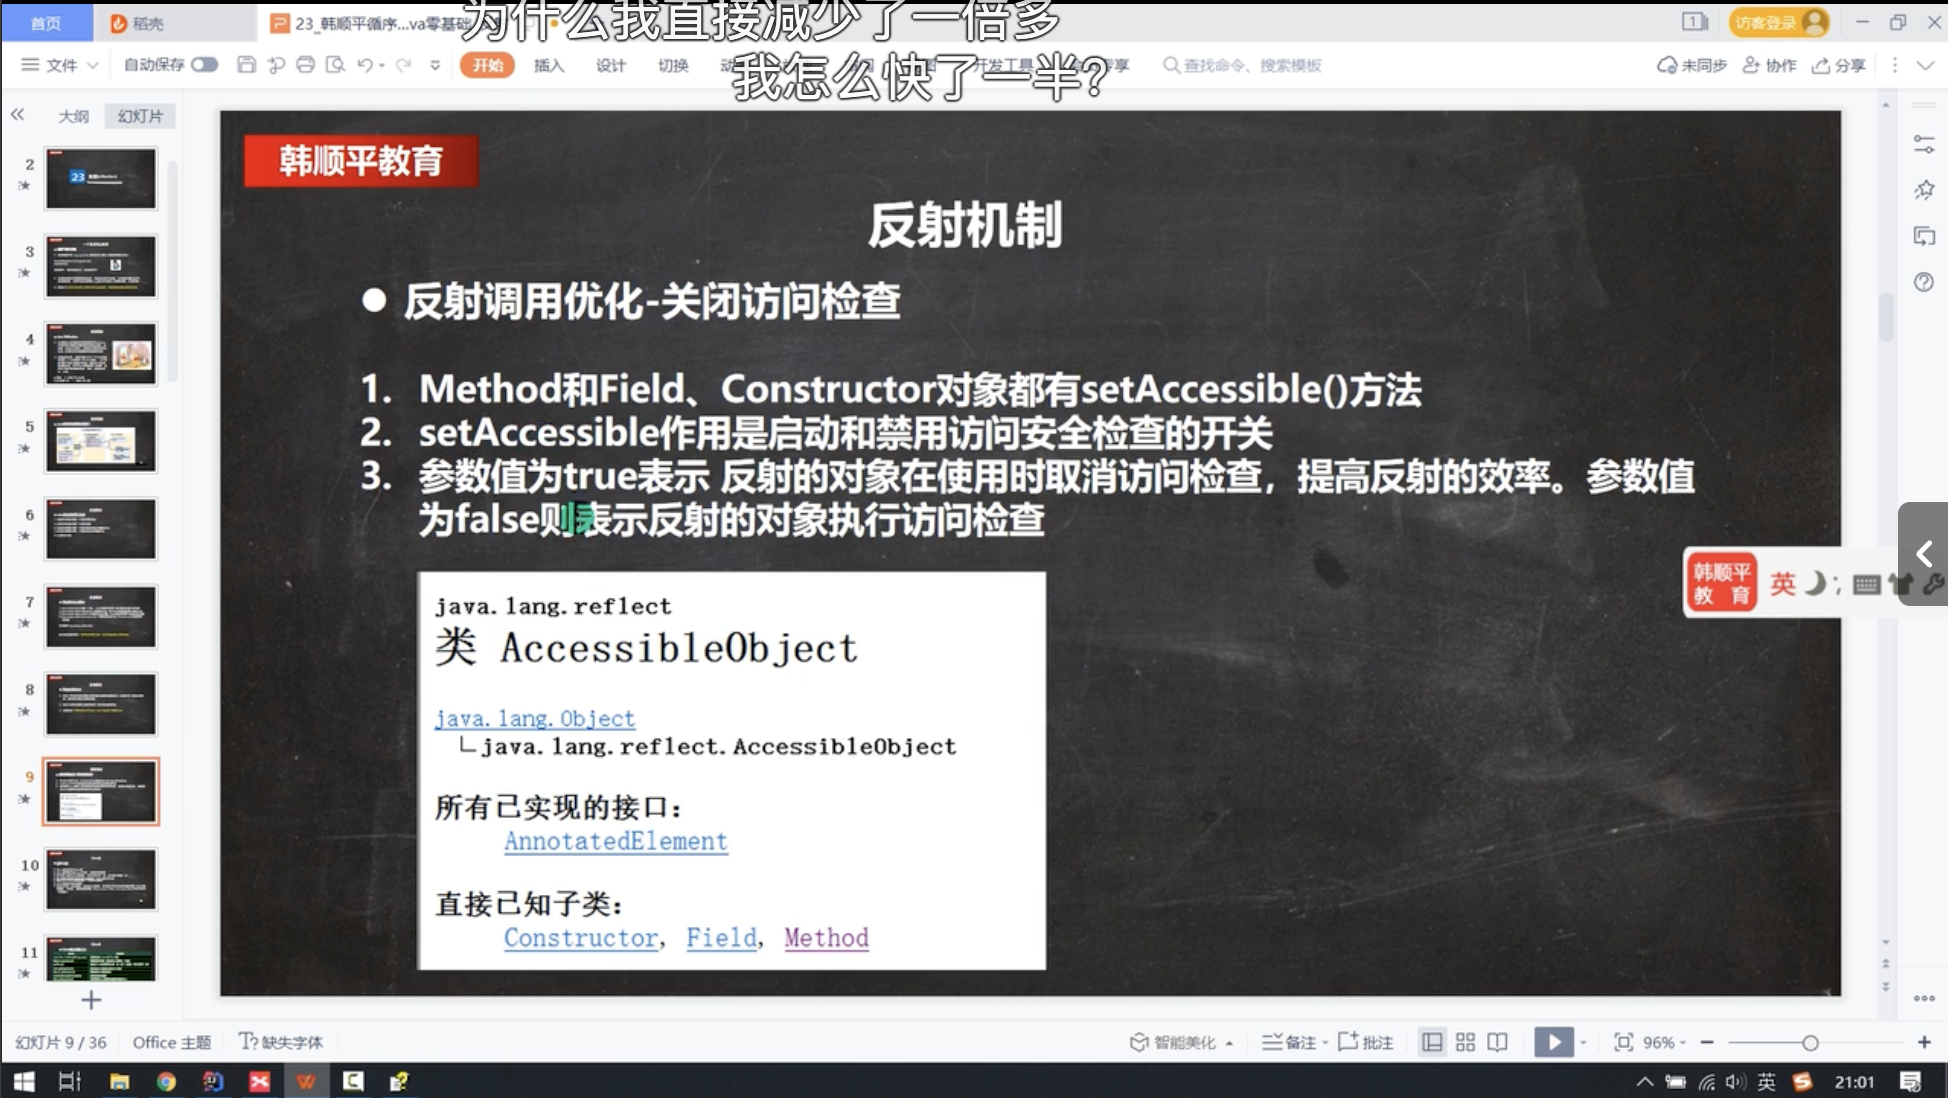 为什么我直接减少了一倍多
我怎么快了一半?
首页
稻壳
23_韩顺平循序...va零基础
访客登录
文件
自动保存
开始
插入
设计
切换
开发工具
查找命令、搜索模板
未同步
协作
分享
大纲
幻灯片
2
3
4
5
6
7
8
9
10
11
23
韩顺平教育
反射机制
● 反射调用优化-关闭访问检查
1. Method和Field、Constructor对象都有setAccessible()方法
2. setAccessible作用是启动和禁用访问安全检查的开关
3. 参数值为true表示 反射的对象在使用时取消访问检查，提高反射的效率。参数值
为false则表示反射的对象执行访问检查
java.lang.reflect
类 AccessibleObject
java.lang.Object
java.lang.reflect.AccessibleObject
所有已实现的接口：
AnnotatedElement
直接已知子类：
Constructor, Field, Method
韩顺平
教 育
英
幻灯片 9 / 36
Office 主题
缺失字体
智能美化
备注
批注
96%
英
21:01